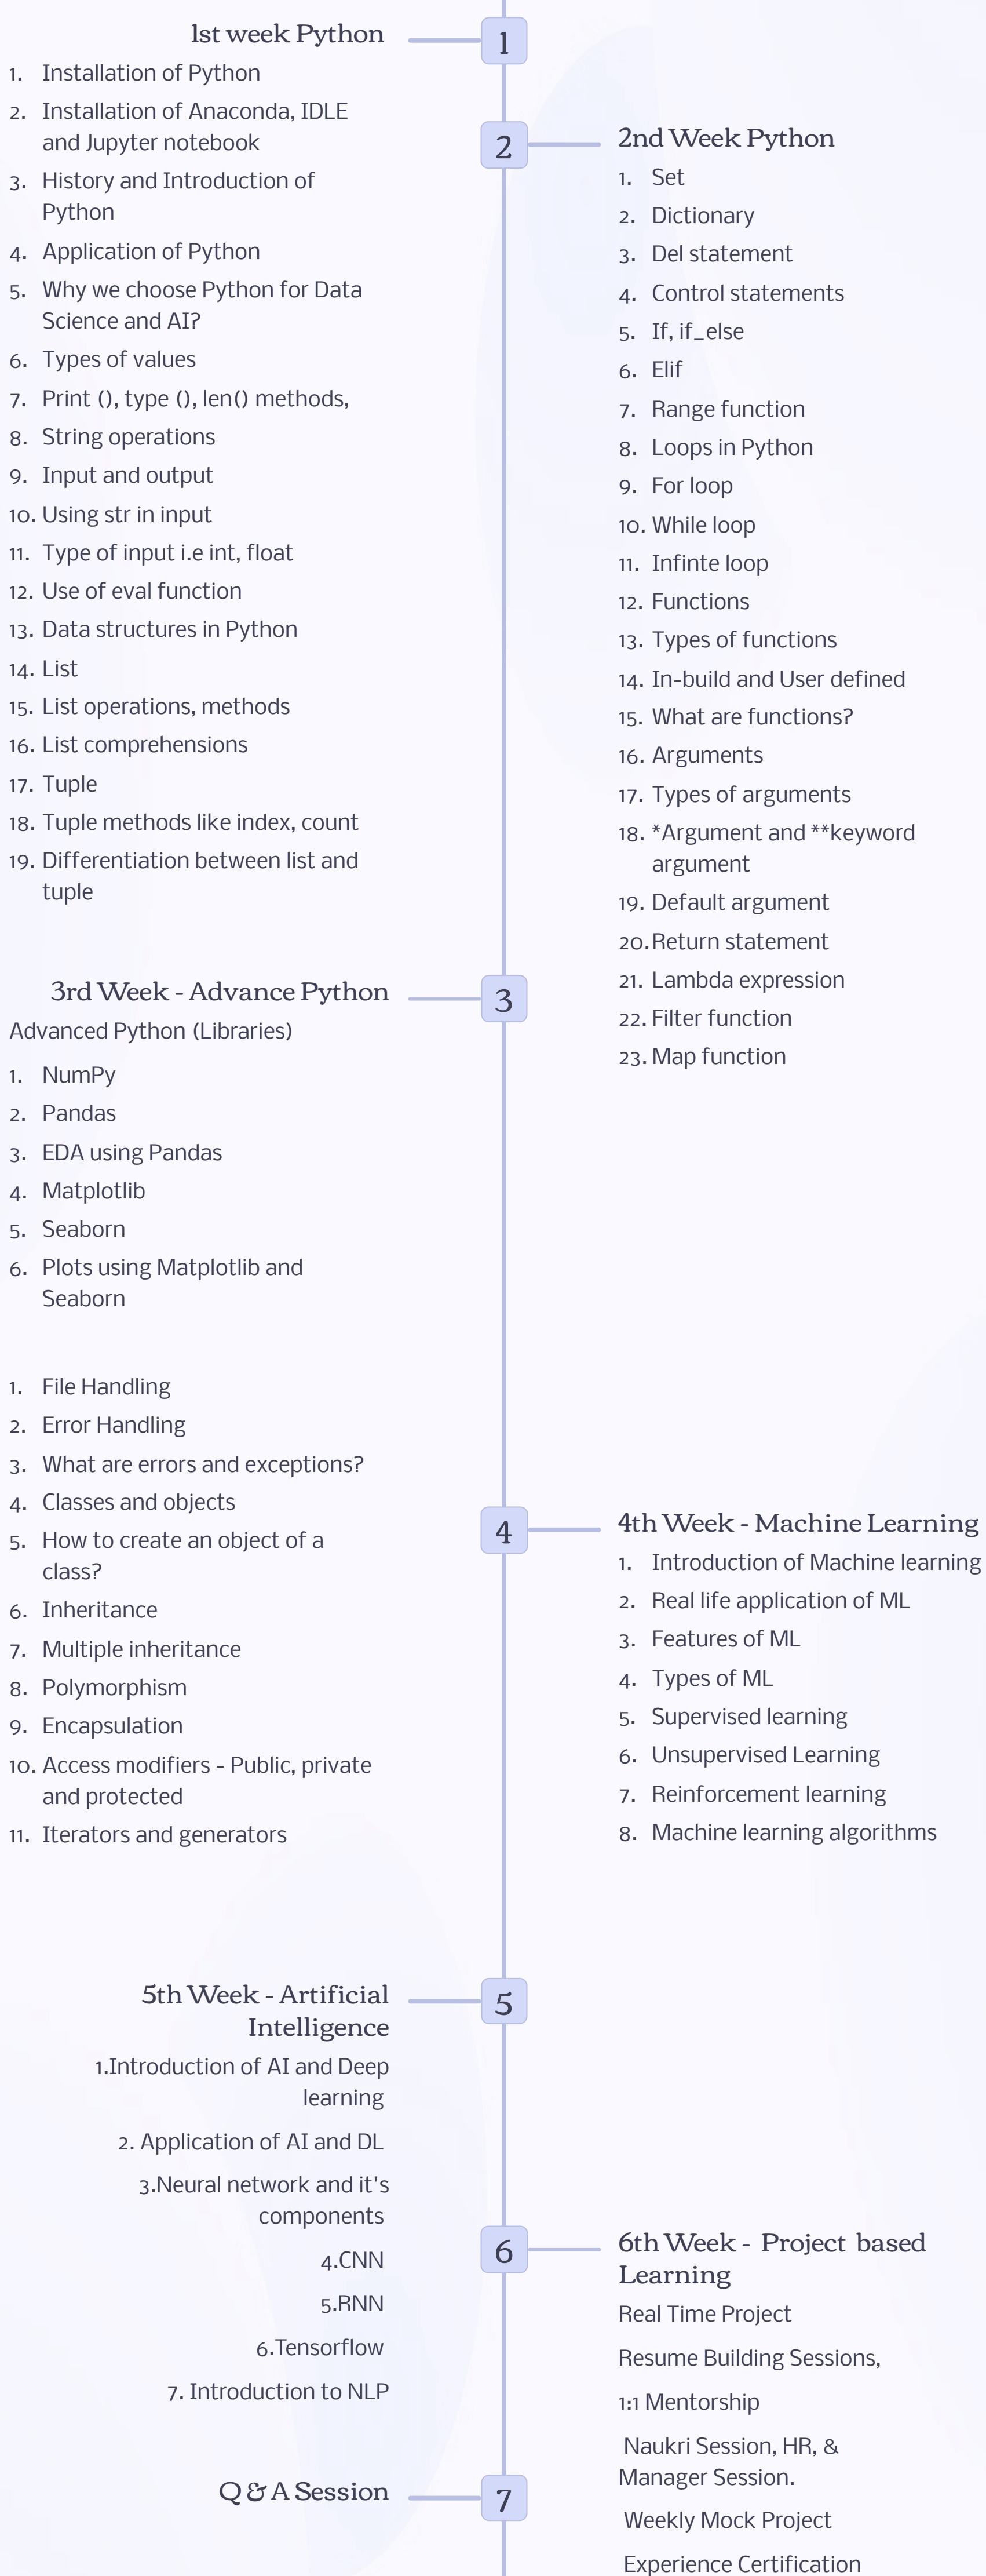 1st week Python
1
1. Installation of Python
2. Installation of Anaconda, IDLE
and Jupyter notebook
3. History and Introduction of
Python
4. Application of Python
5. Why we choose Python for Data
Science and AI?
6. Types of values
7. Print (), type (), len() methods,
8. String operations
9. Input and output
10. Using str in input
11. Type of input i.e int, float
12. Use of eval function
13. Data structures in Python
14. List
15. List operations, methods
16. List comprehensions
17. Tuple
18. Tuple methods like index, count
19. Differentiation between list and
tuple
2
2nd Week Python
1. Set
2. Dictionary
3. Del statement
4. Control statements
5. If, if_else
6. Elif
7. Range function
8. Loops in Python
9. For loop
10. While loop
11. Infinte loop
12. Functions
13. Types of functions
14. In-build and User defined
15. What are functions?
16. Arguments
17. Types of arguments
18. *Argument and **keyword
argument
19. Default argument
20. Return statement
21. Lambda expression
22. Filter function
23. Map function
3rd Week - Advance Python
3
Advanced Python (Libraries)
1. NumPy
2. Pandas
3. EDA using Pandas
4. Matplotlib
5. Seaborn
6. Plots using Matplotlib and
Seaborn
1. File Handling
2. Error Handling
3. What are errors and exceptions?
4. Classes and objects
5. How to create an object of a
class?
6. Inheritance
7. Multiple inheritance
8. Polymorphism
9. Encapsulation
10. Access modifiers - Public, private
and protected
11. Iterators and generators
4
4th Week - Machine Learning
1. Introduction of Machine learning
2. Real life application of ML
3. Features of ML
4. Types of ML
5. Supervised learning
6. Unsupervised Learning
7. Reinforcement learning
8. Machine learning algorithms
5th Week - Artificial
Intelligence
5
1.Introduction of AI and Deep
learning
2. Application of AI and DL
3.Neural network and it's
components
4.CNN
5.RNN
6.Tensorflow
7. Introduction to NLP
6
6th Week - Project based
Learning
Real Time Project
Resume Building Sessions,
1:1 Mentorship
Naukri Session, HR, &
Manager Session.
Weekly Mock Project
Experience Certification
Q & A Session
7